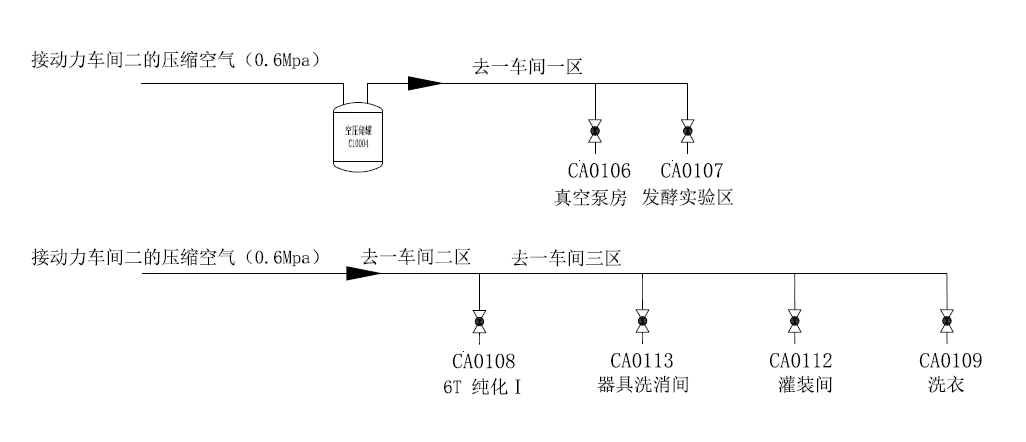 接动力车间二的压缩空气（0.6Mpa）
去一车间一区
空压储罐
C10004
CA0106
CA0107
真空泵房
发酵实验区
接动力车间二的压缩空气（0.6Mpa）
去一车间二区
去一车间三区
CA0108
CA0113
CA0112
CA0109
6T 纯化Ⅰ
器具洗消间
灌装间
洗衣